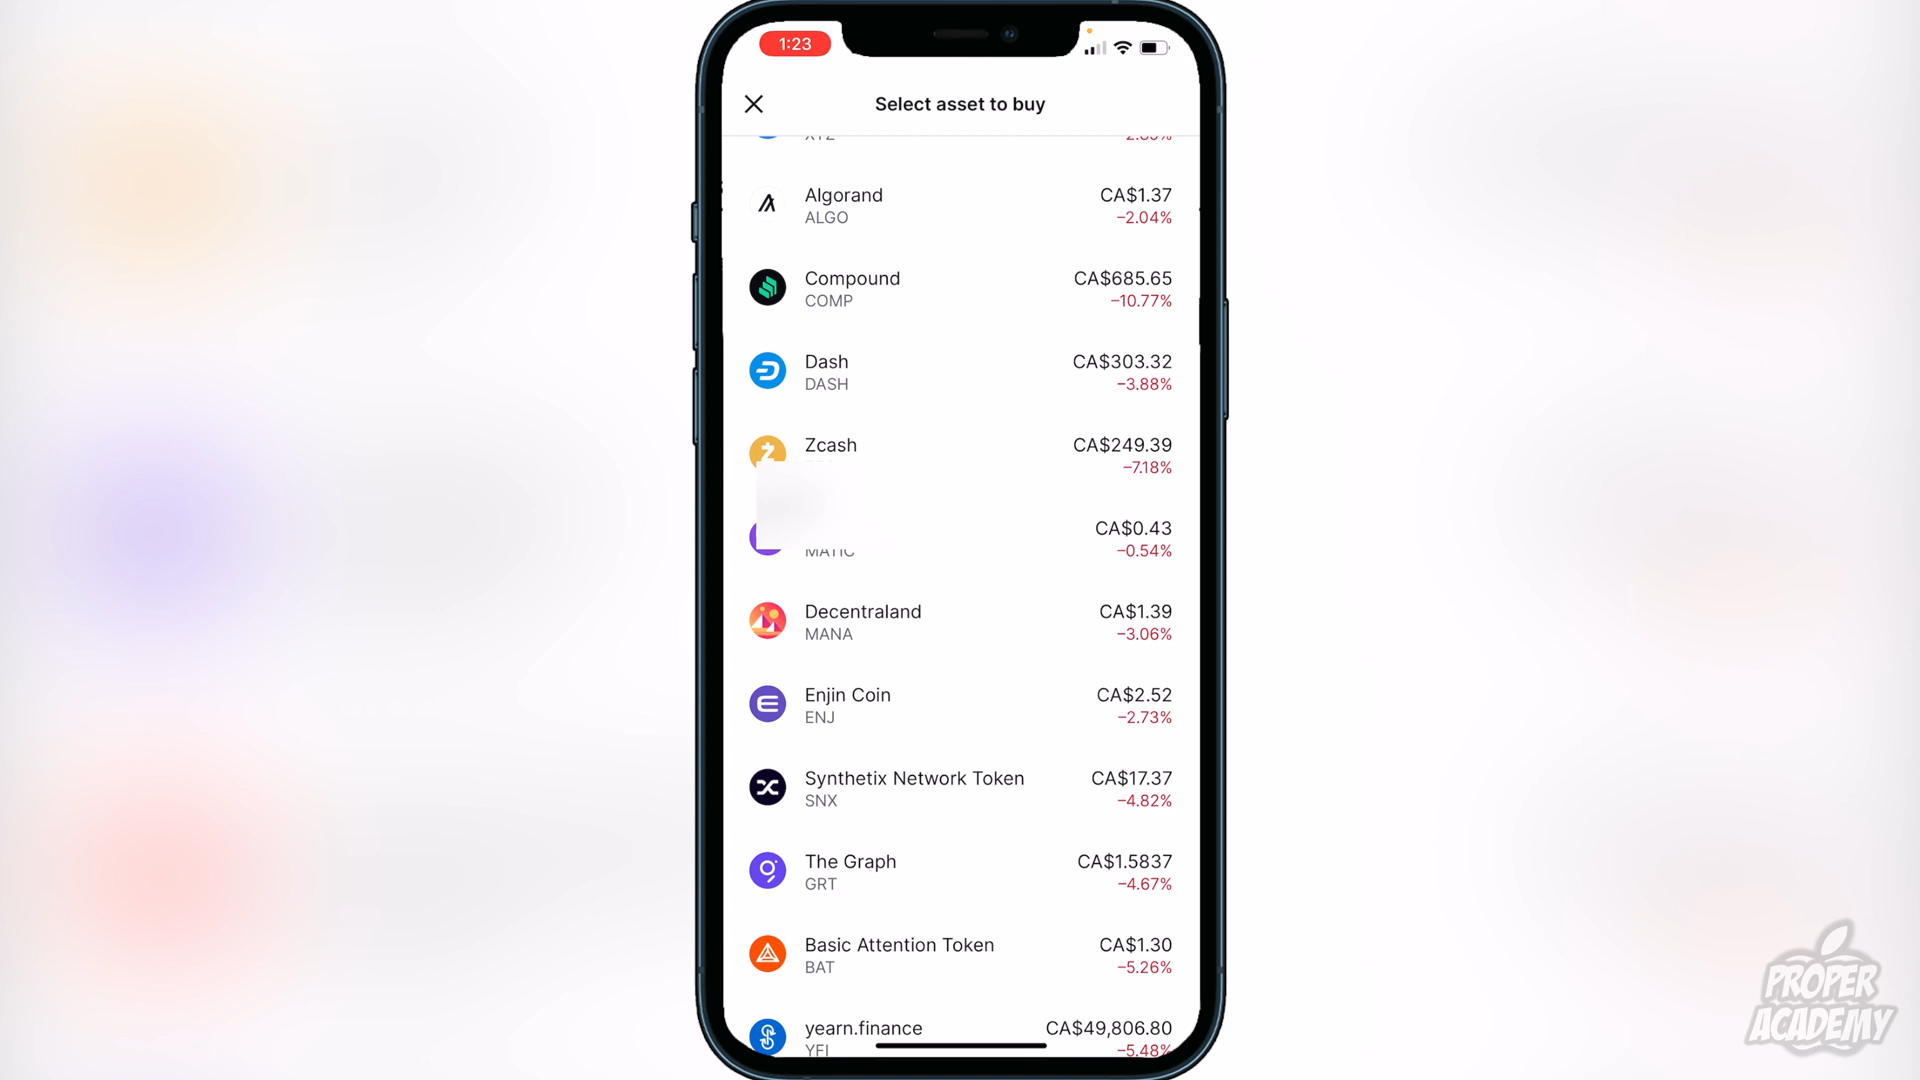 1:23
Select asset to buy
Algorand CA$1.37
ALGO −2.04%
Compound CA$685.65
COMP −10.77%
Dash CA$303.32
DASH −3.88%
Zcash CA$249.39
−7.18%
CA$0.43
MATIC −0.54%
Decentraland CA$1.39
MANA −3.06%
Enjin Coin CA$2.52
ENJ −2.73%
Synthetix Network Token CA$17.37
SNX −4.82%
The Graph CA$1.5837
GRT −4.67%
Basic Attention Token CA$1.30
BAT −5.26%
yearn.finance CA$49,806.80
YFI −5.48%
PROPER
ACADEMY